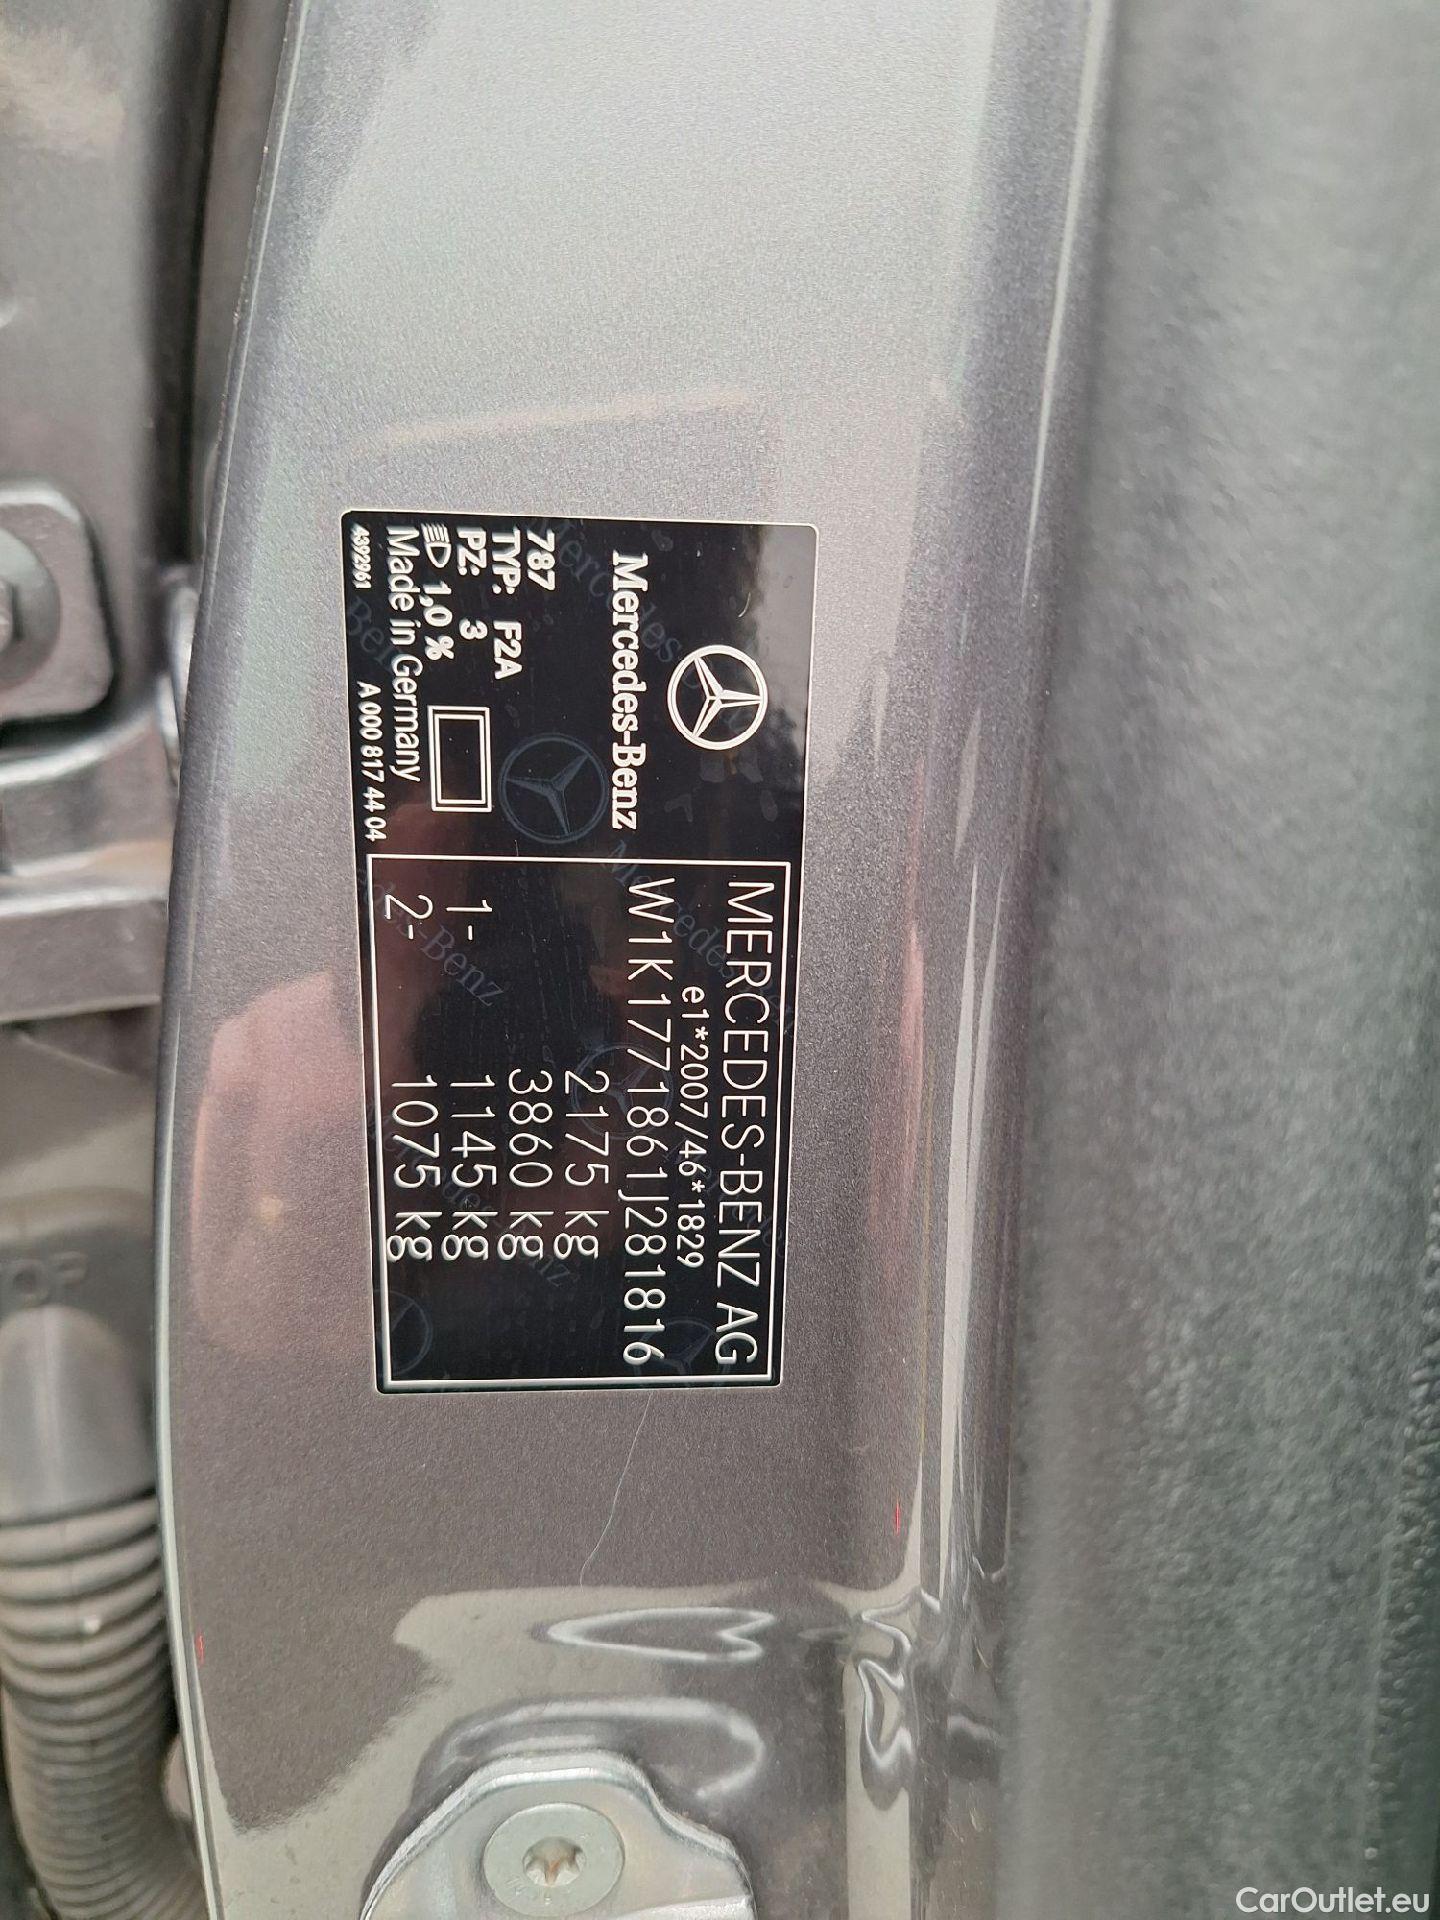 Mercedes-Benz
787
TYP: F2A
PZ: 3
1,0 %
Made in Germany
4392961 A 000 817 44 04
MERCEDES-BENZ AG
e1*2007/46*1829
W1K1771861J281816
2175 kg
3860 kg
1- 1145 kg
2- 1075 kg
CarOutlet.eu